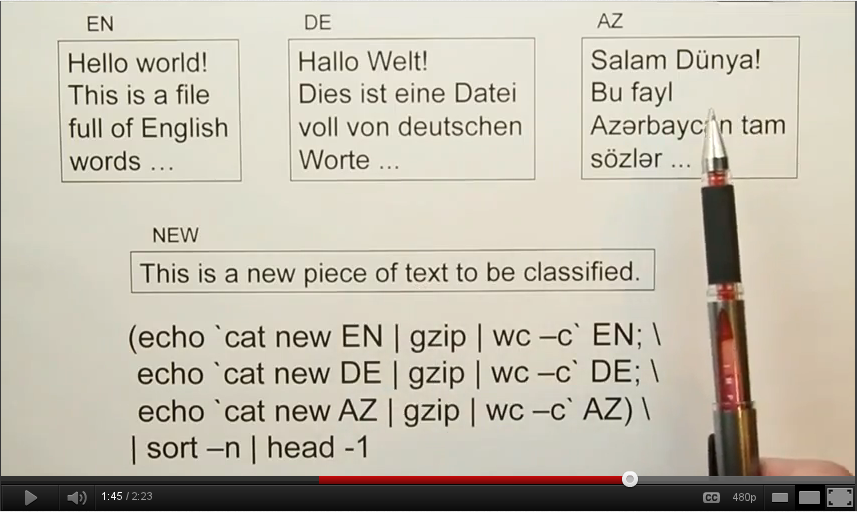 EN
Hello world!
This is a file
full of English
words ...
DE
Hallo Welt!
Dies ist eine Datei
voll von deutschen
Worte ...
AZ
Salam Dünya!
Bu fayl
tam
sözlər ...
NEW
This is a new piece of text to be classified.
(echo `cat new EN | gzip | wc –c` EN; \
echo `cat new DE | gzip | wc –c` DE; \
echo `cat new AZ | gzip | wc –c` AZ) \
| sort –n | head -1
1:45 / 2:23
CC
480p